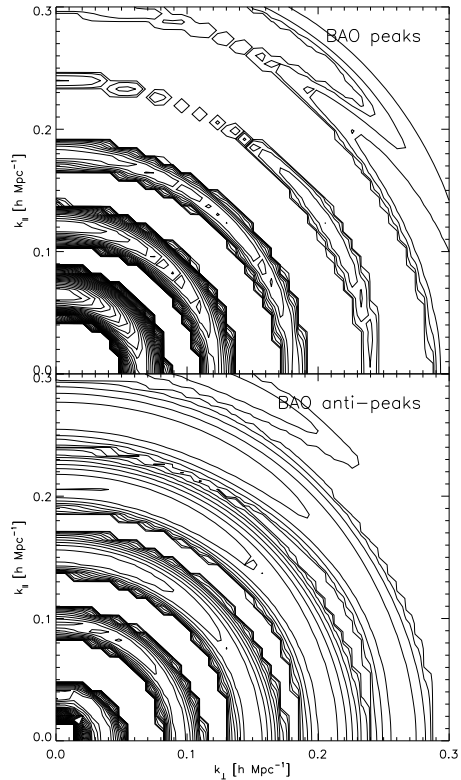 0.3
BAO peaks
0.2
k∥ [h Mpc⁻¹]
0.1
0.0
0.3
BAO anti-peaks
0.2
k∥ [h Mpc⁻¹]
0.1
0.0
0.0 0.1 0.2 0.3
k⊥ [h Mpc⁻¹]